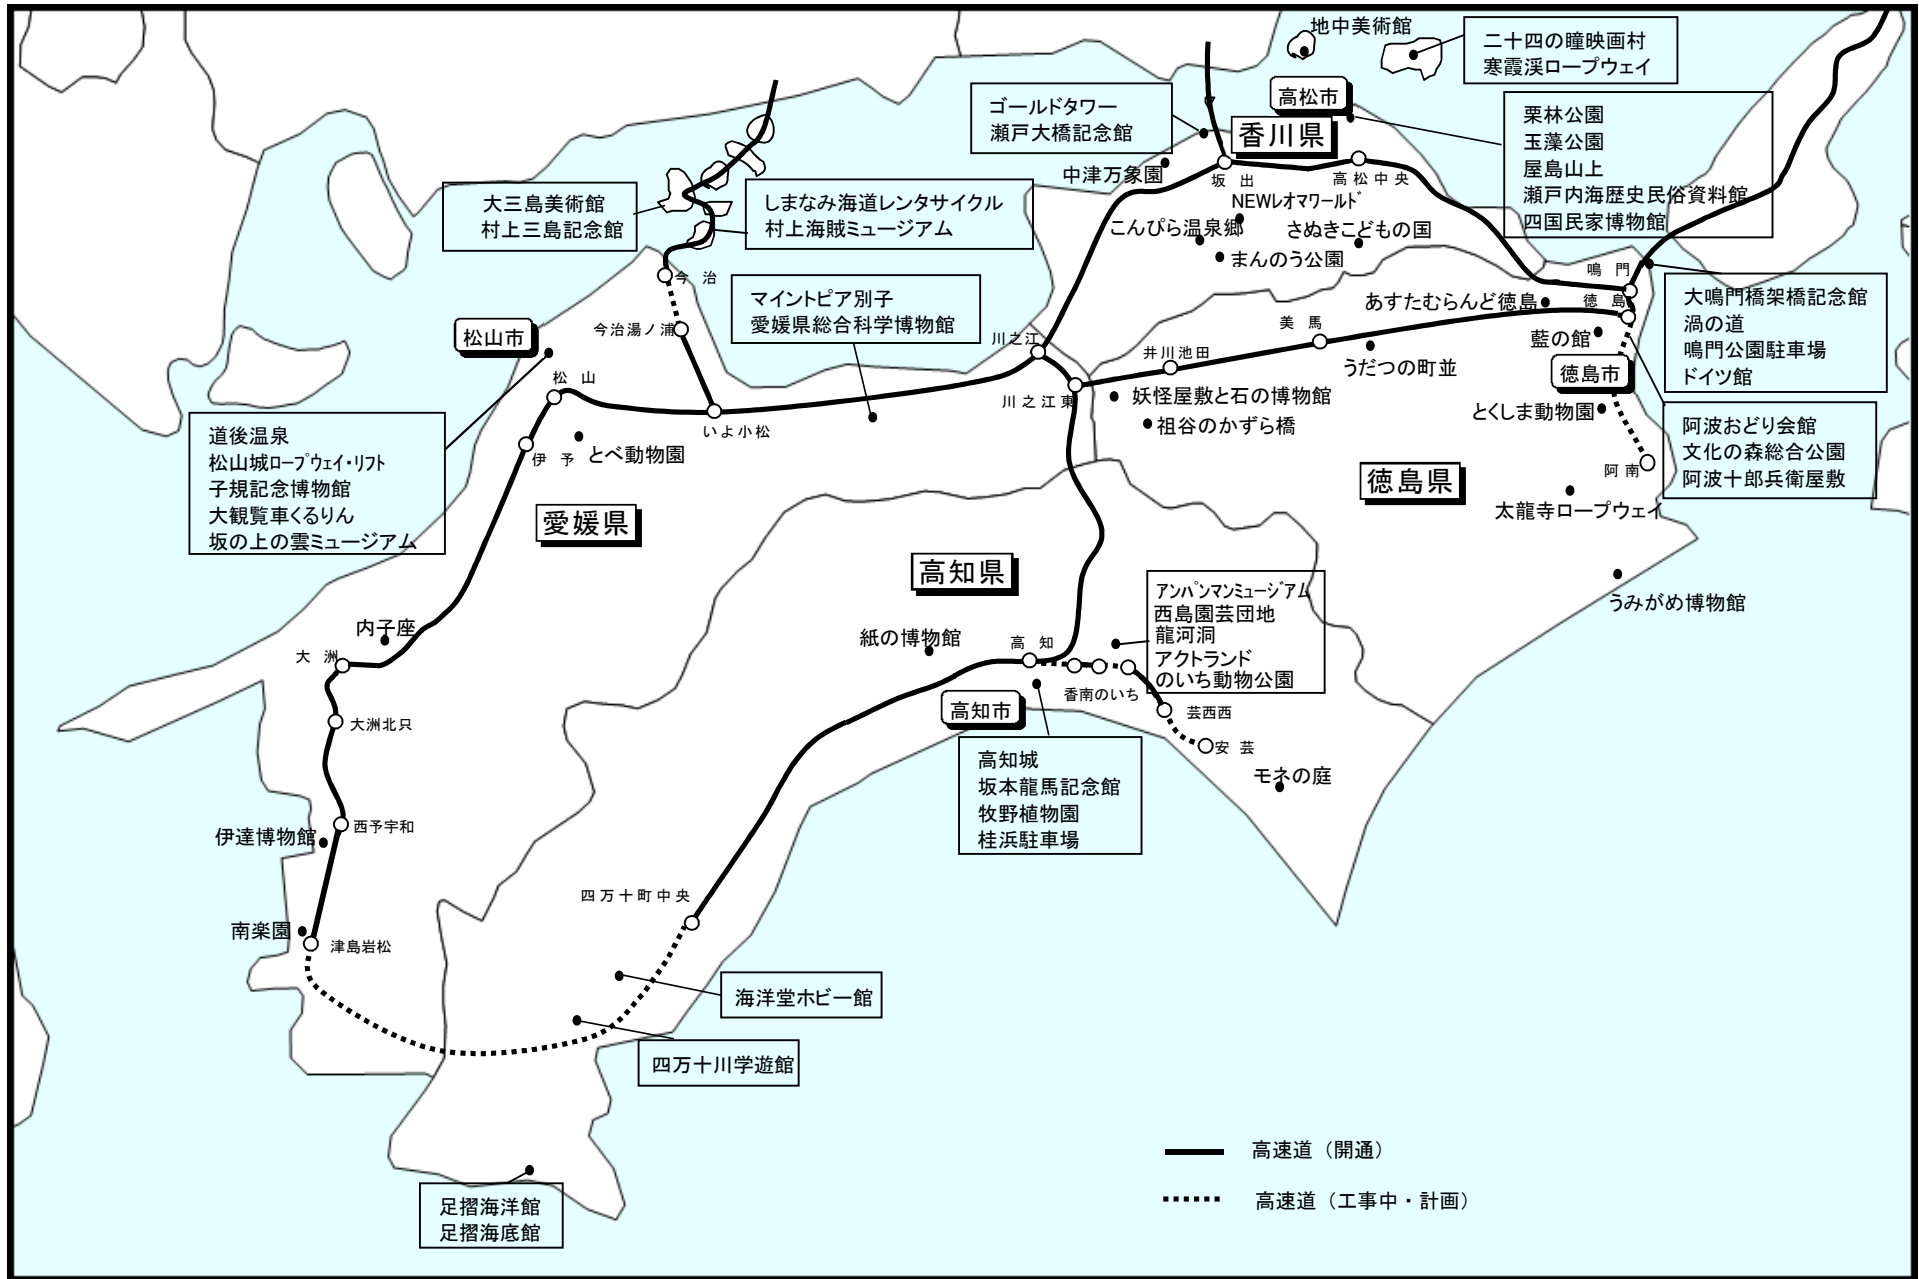 地中美術館
二十四の瞳映画村
寒霞渓ロープウェイ
高松市
ゴールドタワー
瀬戸大橋記念館
香川県
栗林公園
玉藻公園
屋島山上
瀬戸内海歴史民俗資料館
四国民家博物館
中津万象園
坂出
高松中央
NEWレオマワールド
こんぴら温泉郷
さぬきこどもの国
まんのう公園
大三島美術館
村上三島記念館
しまなみ海道レンタサイクル
村上海賊ミュージアム
今治
今治湯ノ浦
マイントピア別子
愛媛県総合科学博物館
鳴門
徳島
あすたむらんど徳島
大鳴門橋架橋記念館
渦の道
鳴門公園駐車場
ドイツ館
藍の館
美馬
うだつの町並
井川池田
川之江
川之江東
妖怪屋敷と石の博物館
祖谷のかずら橋
徳島市
とくしま動物園
阿波おどり会館
文化の森総合公園
阿波十郎兵衛屋敷
阿南
徳島県
太龍寺ロープウェイ
うみがめ博物館
松山市
松山
いよ小松
伊予
とべ動物園
道後温泉
松山城ロープウェイ・リフト
子規記念博物館
大観覧車くるりん
坂の上の雲ミュージアム
愛媛県
高知県
アンパンマンミュージアム
西島園芸団地
龍河洞
アクトランド
のいち動物公園
内子座
大洲
大洲北只
紙の博物館
高知
香南のいち
高知市
芸西西
安芸
モネの庭
高知城
坂本龍馬記念館
牧野植物園
桂浜駐車場
西予宇和
伊達博物館
四万十町中央
南楽園
津島岩松
海洋堂ホビー館
四万十川学遊館
足摺海洋館
足摺海底館
高速道（開通）
高速道（工事中・計画）